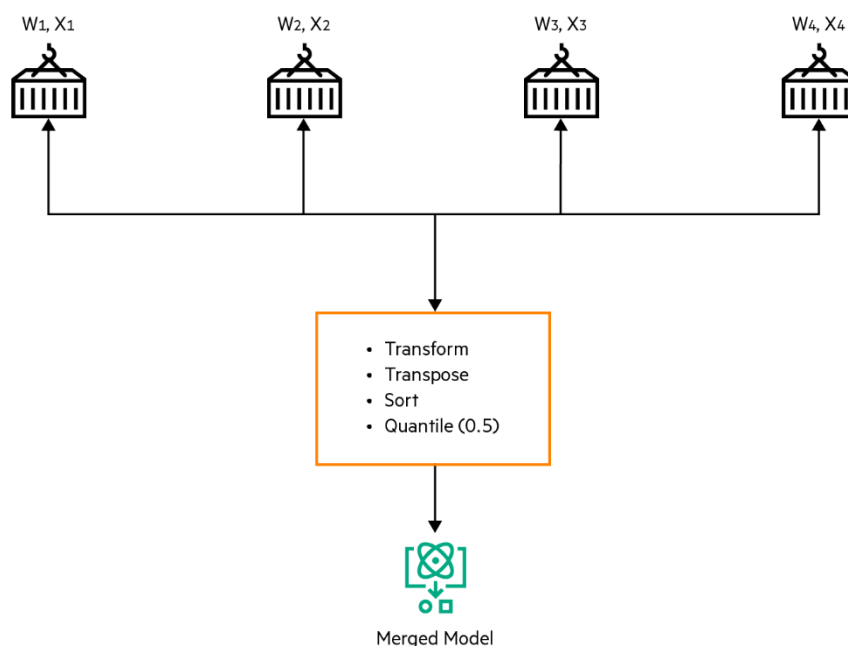 W1, X1
W2, X2
W3, X3
W4, X4
• Transform
• Transpose
• Sort
• Quantile (0.5)
Merged Model